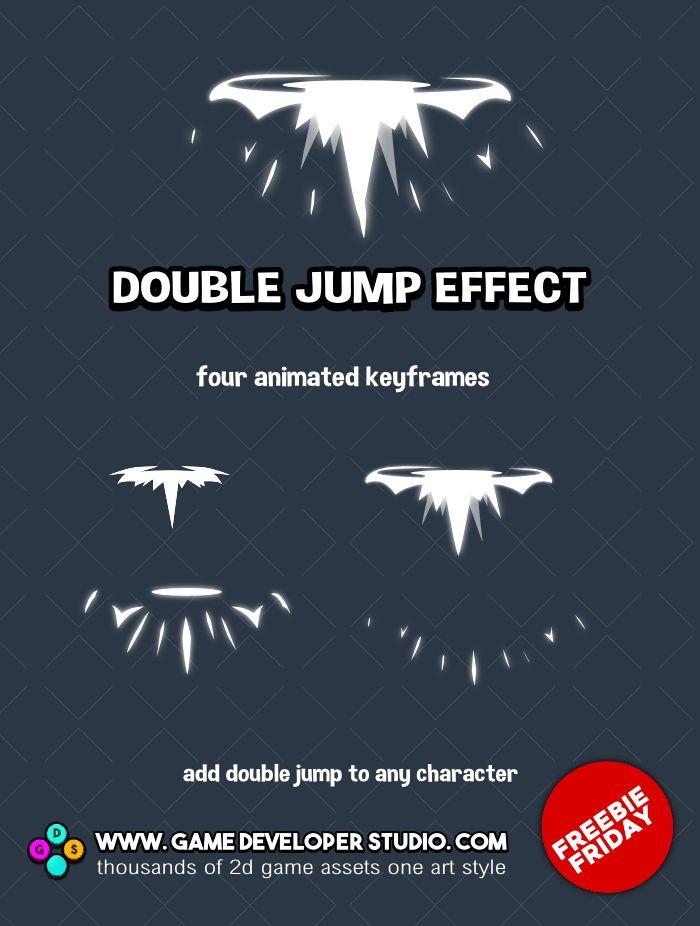 DOUBLE JUMP EFFECT
four animated keyframes
add double jump to any character
FREEBIE
FRIDAY
D
G S
WWW. GAME DEVELOPER STUDIO. COM
thousands of 2d game assets one art style